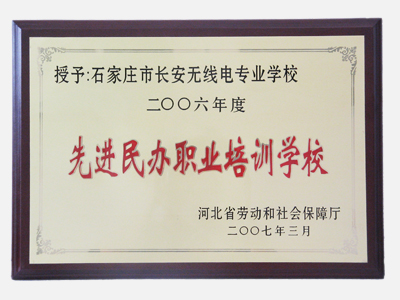 授予:石家庄市长安无线电专业学校
二〇〇六年度
先进民办职业培训学校
河北省劳动和社会保障厅
二〇〇七年三月